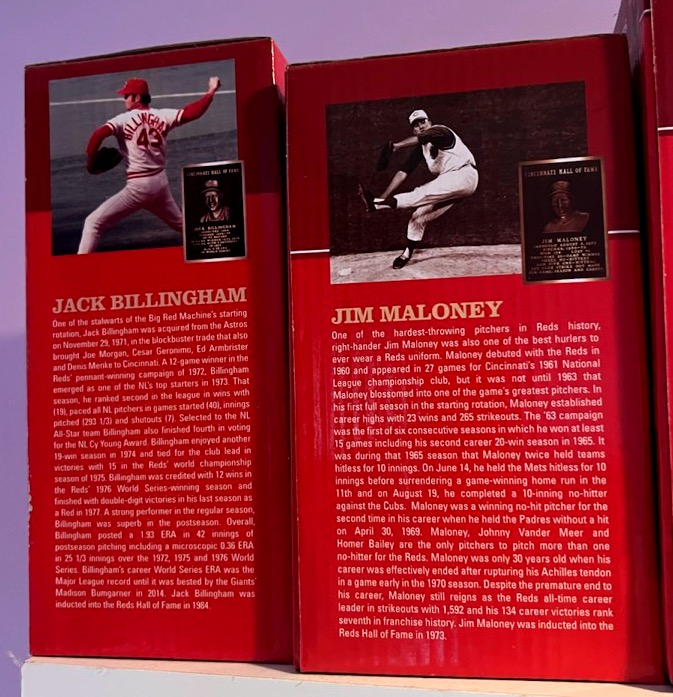 BILLINGHAM
43
CINCINNATI HALL OF FAME
JACK BILLINGHAM
JACK BILLINGHAM
One of the stalwarts of the Big Red Machine's starting
rotation, Jack Billingham was acquired from the Astros
on November 29, 1971, in the blockbuster trade that also
brought Joe Morgan, Cesar Geronimo, Ed Armbrister
and Denis Menke to Cincinnati. A 12-game winner in the
Reds' pennant-winning campaign of 1972, Billingham
emerged as one of the NL's top starters in 1973. That
season, he ranked second in the league in wins with
(19), paced all NL pitchers in games started (40), innings
pitched (293 1/3) and shutouts (7). Selected to the NL
All-Star team Billingham also finished fourth in voting
for the NL Cy Young Award. Billingham enjoyed another
19-win season in 1974 and tied for the club lead in
victories with 15 in the Reds' world championship
season of 1975. Billingham was credited with 12 wins in
the Reds' 1976 World Series-winning season and
finished with double-digit victories in his last season as
a Red in 1977. A strong performer in the regular season,
Billingham was superb in the postseason. Overall,
Billingham posted a 1.93 ERA in 42 innings of
postseason pitching including a microscopic 0.36 ERA
in 25 1/3 innings over the 1972, 1975 and 1976 World
Series. Billingham's career World Series ERA was the
Major League record until it was bested by the Giants'
Madison Bumgarner in 2014. Jack Billingham was
inducted into the Reds Hall of Fame in 1984.
CINCINNATI HALL OF FAME
JIM MALONEY
JIM MALONEY
One of the hardest-throwing pitchers in Reds history,
right-hander Jim Maloney was also one of the best hurlers to
ever wear a Reds uniform. Maloney debuted with the Reds in
1960 and appeared in 27 games for Cincinnati's 1961 National
League championship club, but it was not until 1963 that
Maloney blossomed into one of the game's greatest pitchers. In
his first full season in the starting rotation, Maloney established
career highs with 23 wins and 265 strikeouts. The '63 campaign
was the first of six consecutive seasons in which he won at least
15 games including his second career 20-win season in 1965. It
was during that 1965 season that Maloney twice held teams
hitless for 10 innings. On June 14, he held the Mets hitless for 10
innings before surrendering a game-winning home run in the
11th and on August 19, he completed a 10-inning no-hitter
against the Cubs. Maloney was a winning no-hit pitcher for the
second time in his career when he held the Padres without a hit
on April 30, 1969. Maloney, Johnny Vander Meer and
Homer Bailey are the only pitchers to pitch more than one
no-hitter for the Reds. Maloney was only 30 years old when his
career was effectively ended after rupturing his Achilles tendon
in a game early in the 1970 season. Despite the premature end to
his career, Maloney still reigns as the Reds all-time career
leader in strikeouts with 1,592 and his 134 career victories rank
seventh in franchise history. Jim Maloney was inducted into the
Reds Hall of Fame in 1973.